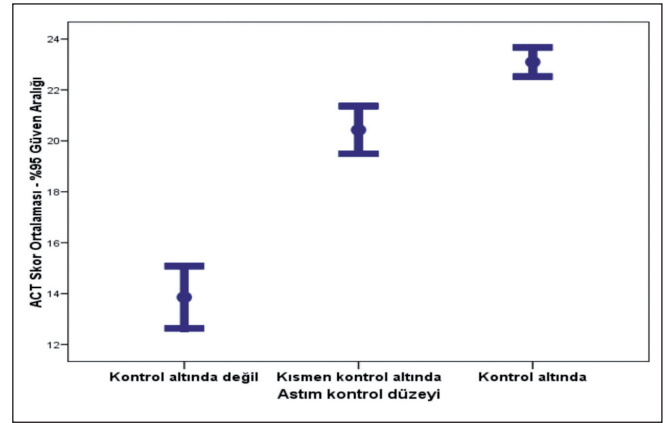 ACT Skor Ortalaması - %95 Güven Aralığı
24
22
20
18
16
14
12
Kontrol altında değil Kısmen kontrol altında Kontrol altında
Astım kontrol düzeyi